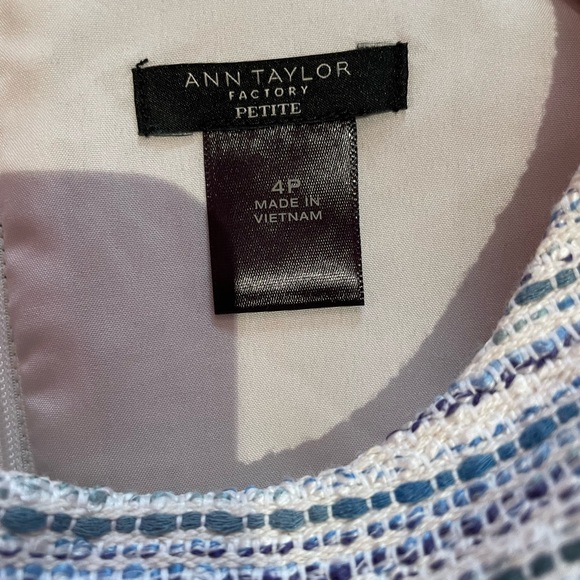 ANN TAYLOR
FACTORY
PETITE
4P
MADE IN
VIETNAM